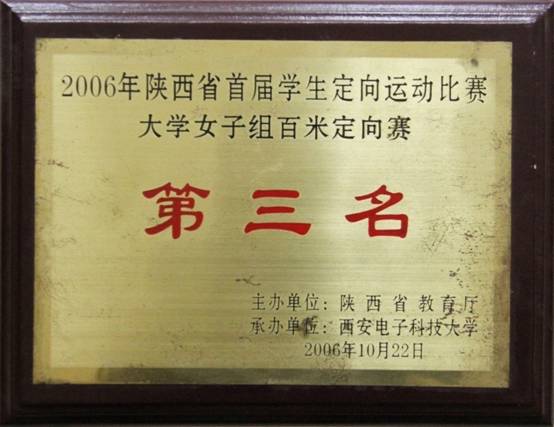 2006年陕西省首届学生定向运动比赛
大学女子组百米定向赛
第三名
主办单位：陕西省教育厅
承办单位：西安电子科技大学
2006年10月22日